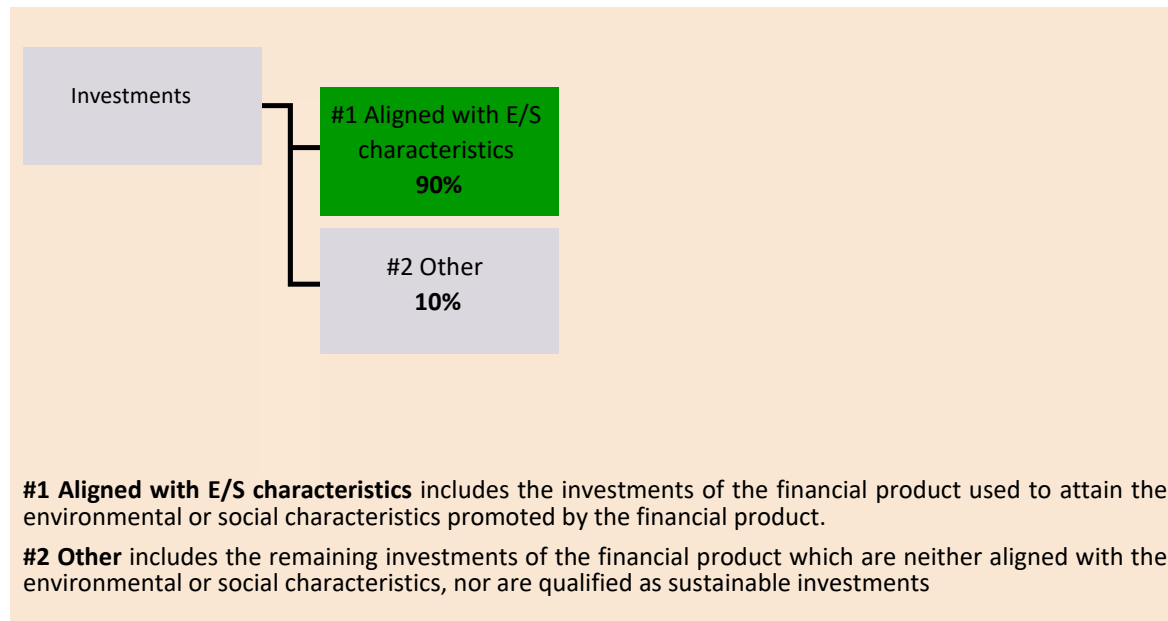 Investments
#1 Aligned with E/S
characteristics
90%
#2 Other
10%
#1 Aligned with E/S characteristics includes the investments of the financial product used to attain the
environmental or social characteristics promoted by the financial product.
#2 Other includes the remaining investments of the financial product which are neither aligned with the
environmental or social characteristics, nor are qualified as sustainable investments